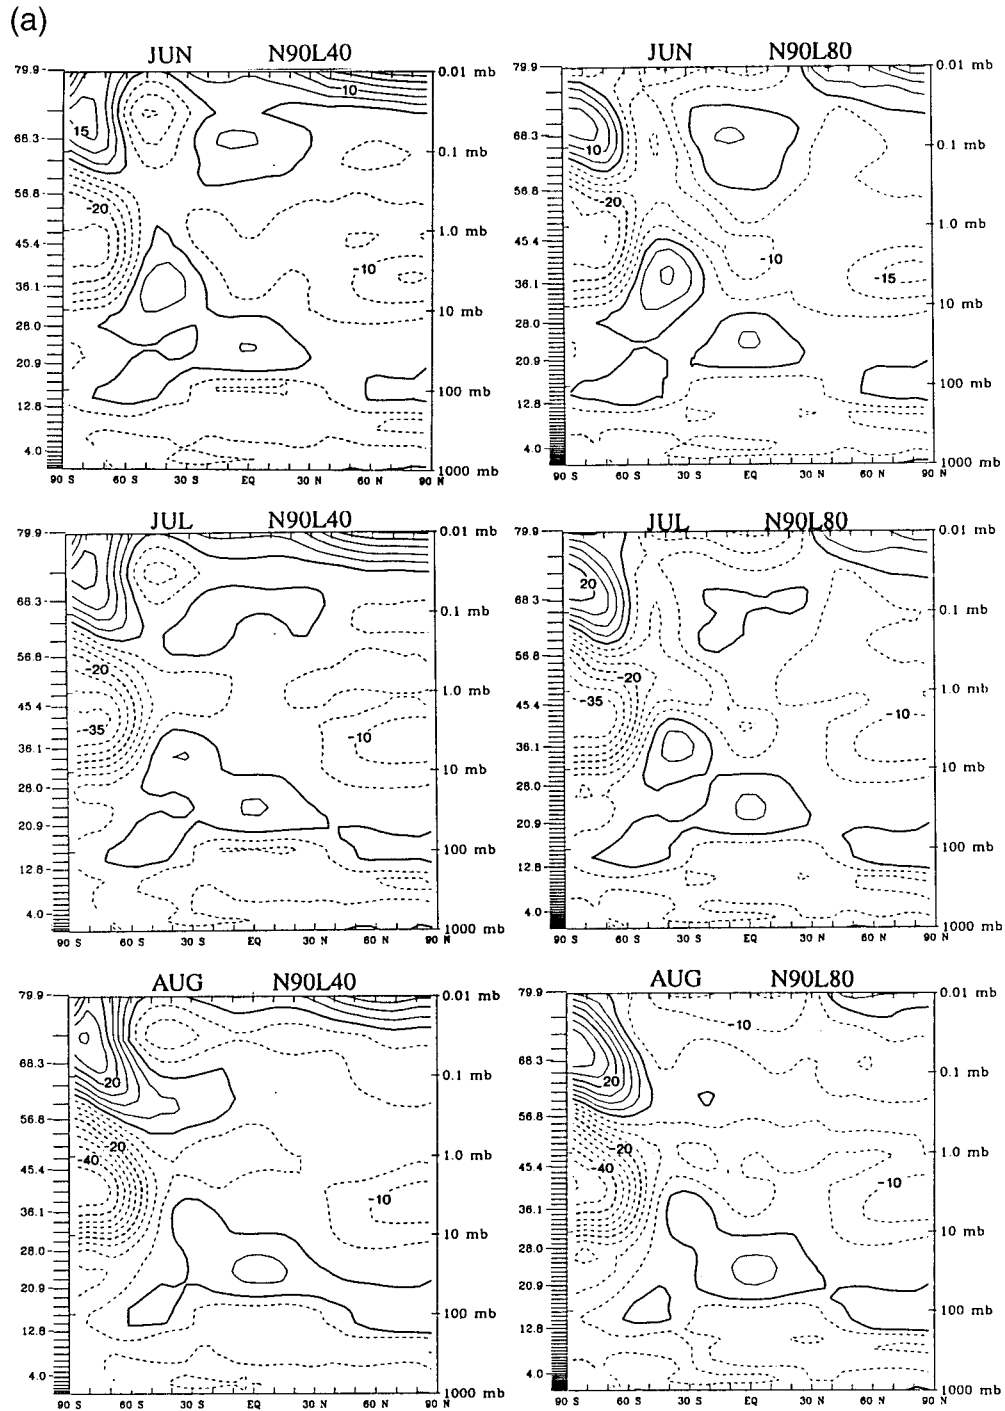 (a)
JUN N90L40
79.9 68.3 56.8 45.4 36.1 28.0 20.9 12.8 4.0
0.01 mb 0.1 mb 1.0 mb 10 mb 100 mb 1000 mb
10 15 -20 -10
90 S 60 S 30 S EQ 30 N 60 N 90 N
JUN N90L80
79.9 68.3 56.8 45.4 36.1 28.0 20.9 12.8 4.0
0.01 mb 0.1 mb 1.0 mb 10 mb 100 mb 1000 mb
10 -20 -10 -15
90 S 60 S 30 S EQ 30 N 60 N 90 N
JUL N90L40
79.9 68.3 56.8 36.1 28.0 20.9 12.8 4.0
0.01 mb 0.1 mb 1.0 mb 10 mb 100 mb 1000 mb
-20 -35 -10
90 S 60 S 30 S EQ 30 N 60 N 90 N
JUL N90L80
79.9 68.3 56.8 45.4 36.1 28.0 20.9 12.8 4.0
0.01 mb 0.1 mb 1.0 mb 10 mb 100 mb 1000 mb
20 -20 -35 -10
90 S 60 S 30 S EQ 30 N 60 N 90 N
AUG N90L40
79.9 68.3 56.8 45.4 36.1 28.0 20.9 12.8 4.0
0.01 mb 0.1 mb 1.0 mb 10 mb 100 mb 1000 mb
20 -20 -40 -10
90 S 60 S 30 S EQ 30 N 60 N 90 N
AUG N90L80
79.9 68.3 56.8 45.4 36.1 28.0 20.9 12.8 4.0
0.01 mb 0.1 mb 1.0 mb 10 mb 100 mb 1000 mb
-10 20 -20 -40 -10
90 S 60 S 30 S EQ 30 N 60 N 90 N